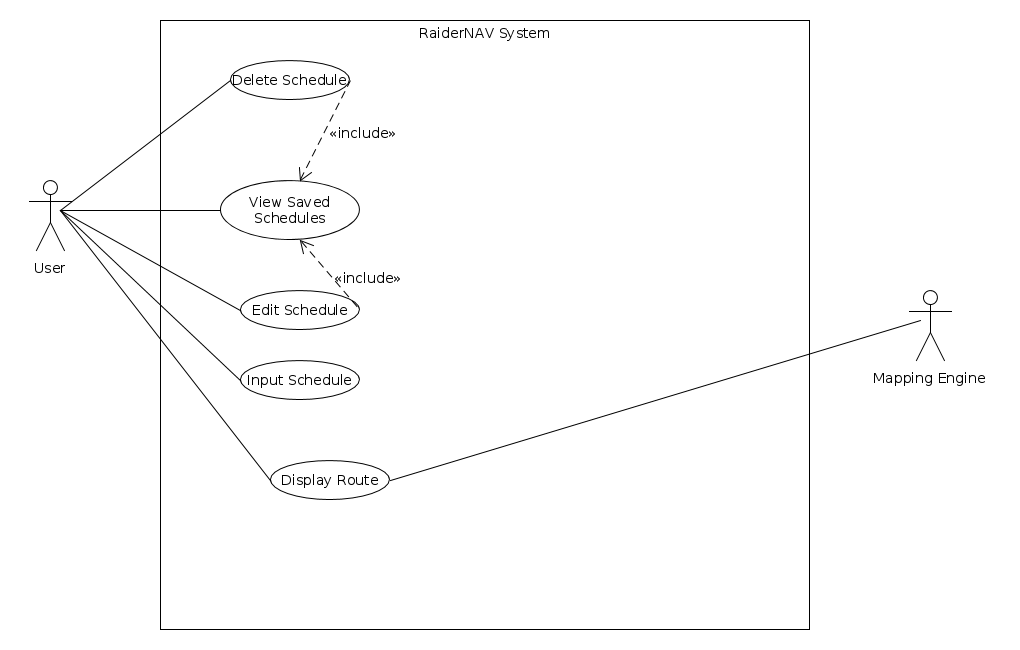 RaiderNAV System
Delete Schedule
«include»
View Saved
Schedules
User
«include»
Edit Schedule
Input Schedule
Mapping Engine
Display Route